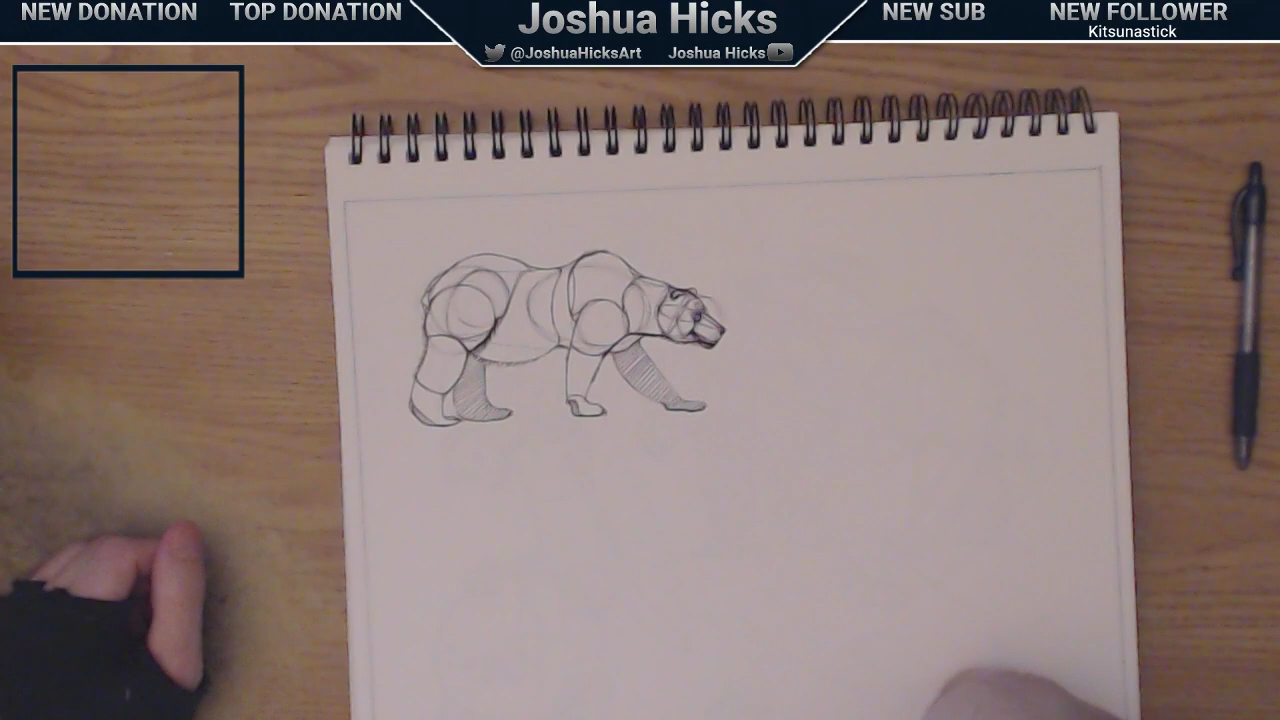 NEW DONATION
TOP DONATION
Joshua Hicks
@JoshuaHicksArt
Joshua Hicks
NEW SUB
NEW FOLLOWER
Kitsunastick